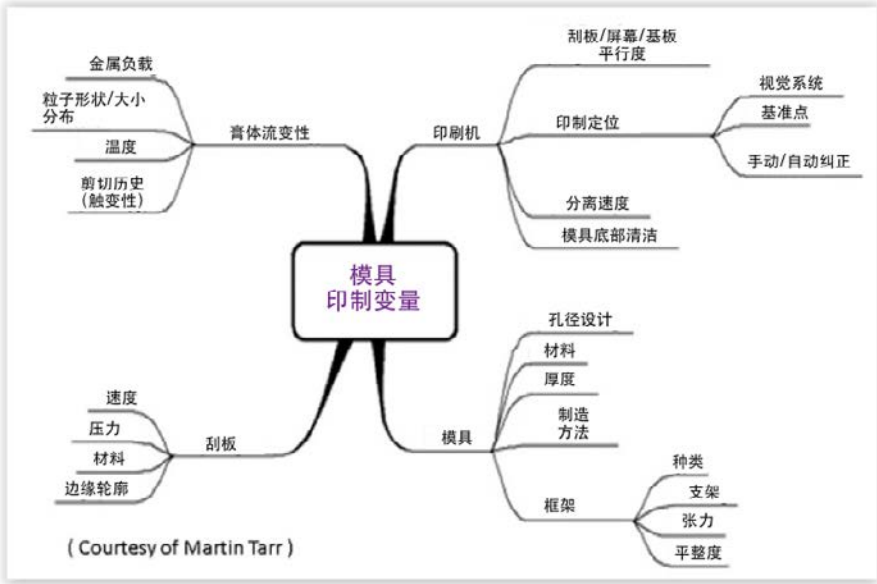 模具
印制变量
膏体流变性
金属负载
粒子形状/大小
分布
温度
剪切历史
(触变性)
印刷机
刮板/屏幕/基板
平行度
印制定位
视觉系统
基准点
手动/自动纠正
分离速度
模具底部清洁
刮板
速度
压力
材料
边缘轮廓
模具
孔径设计
材料
厚度
制造
方法
框架
种类
支架
张力
平整度
( Courtesy of Martin Tarr )